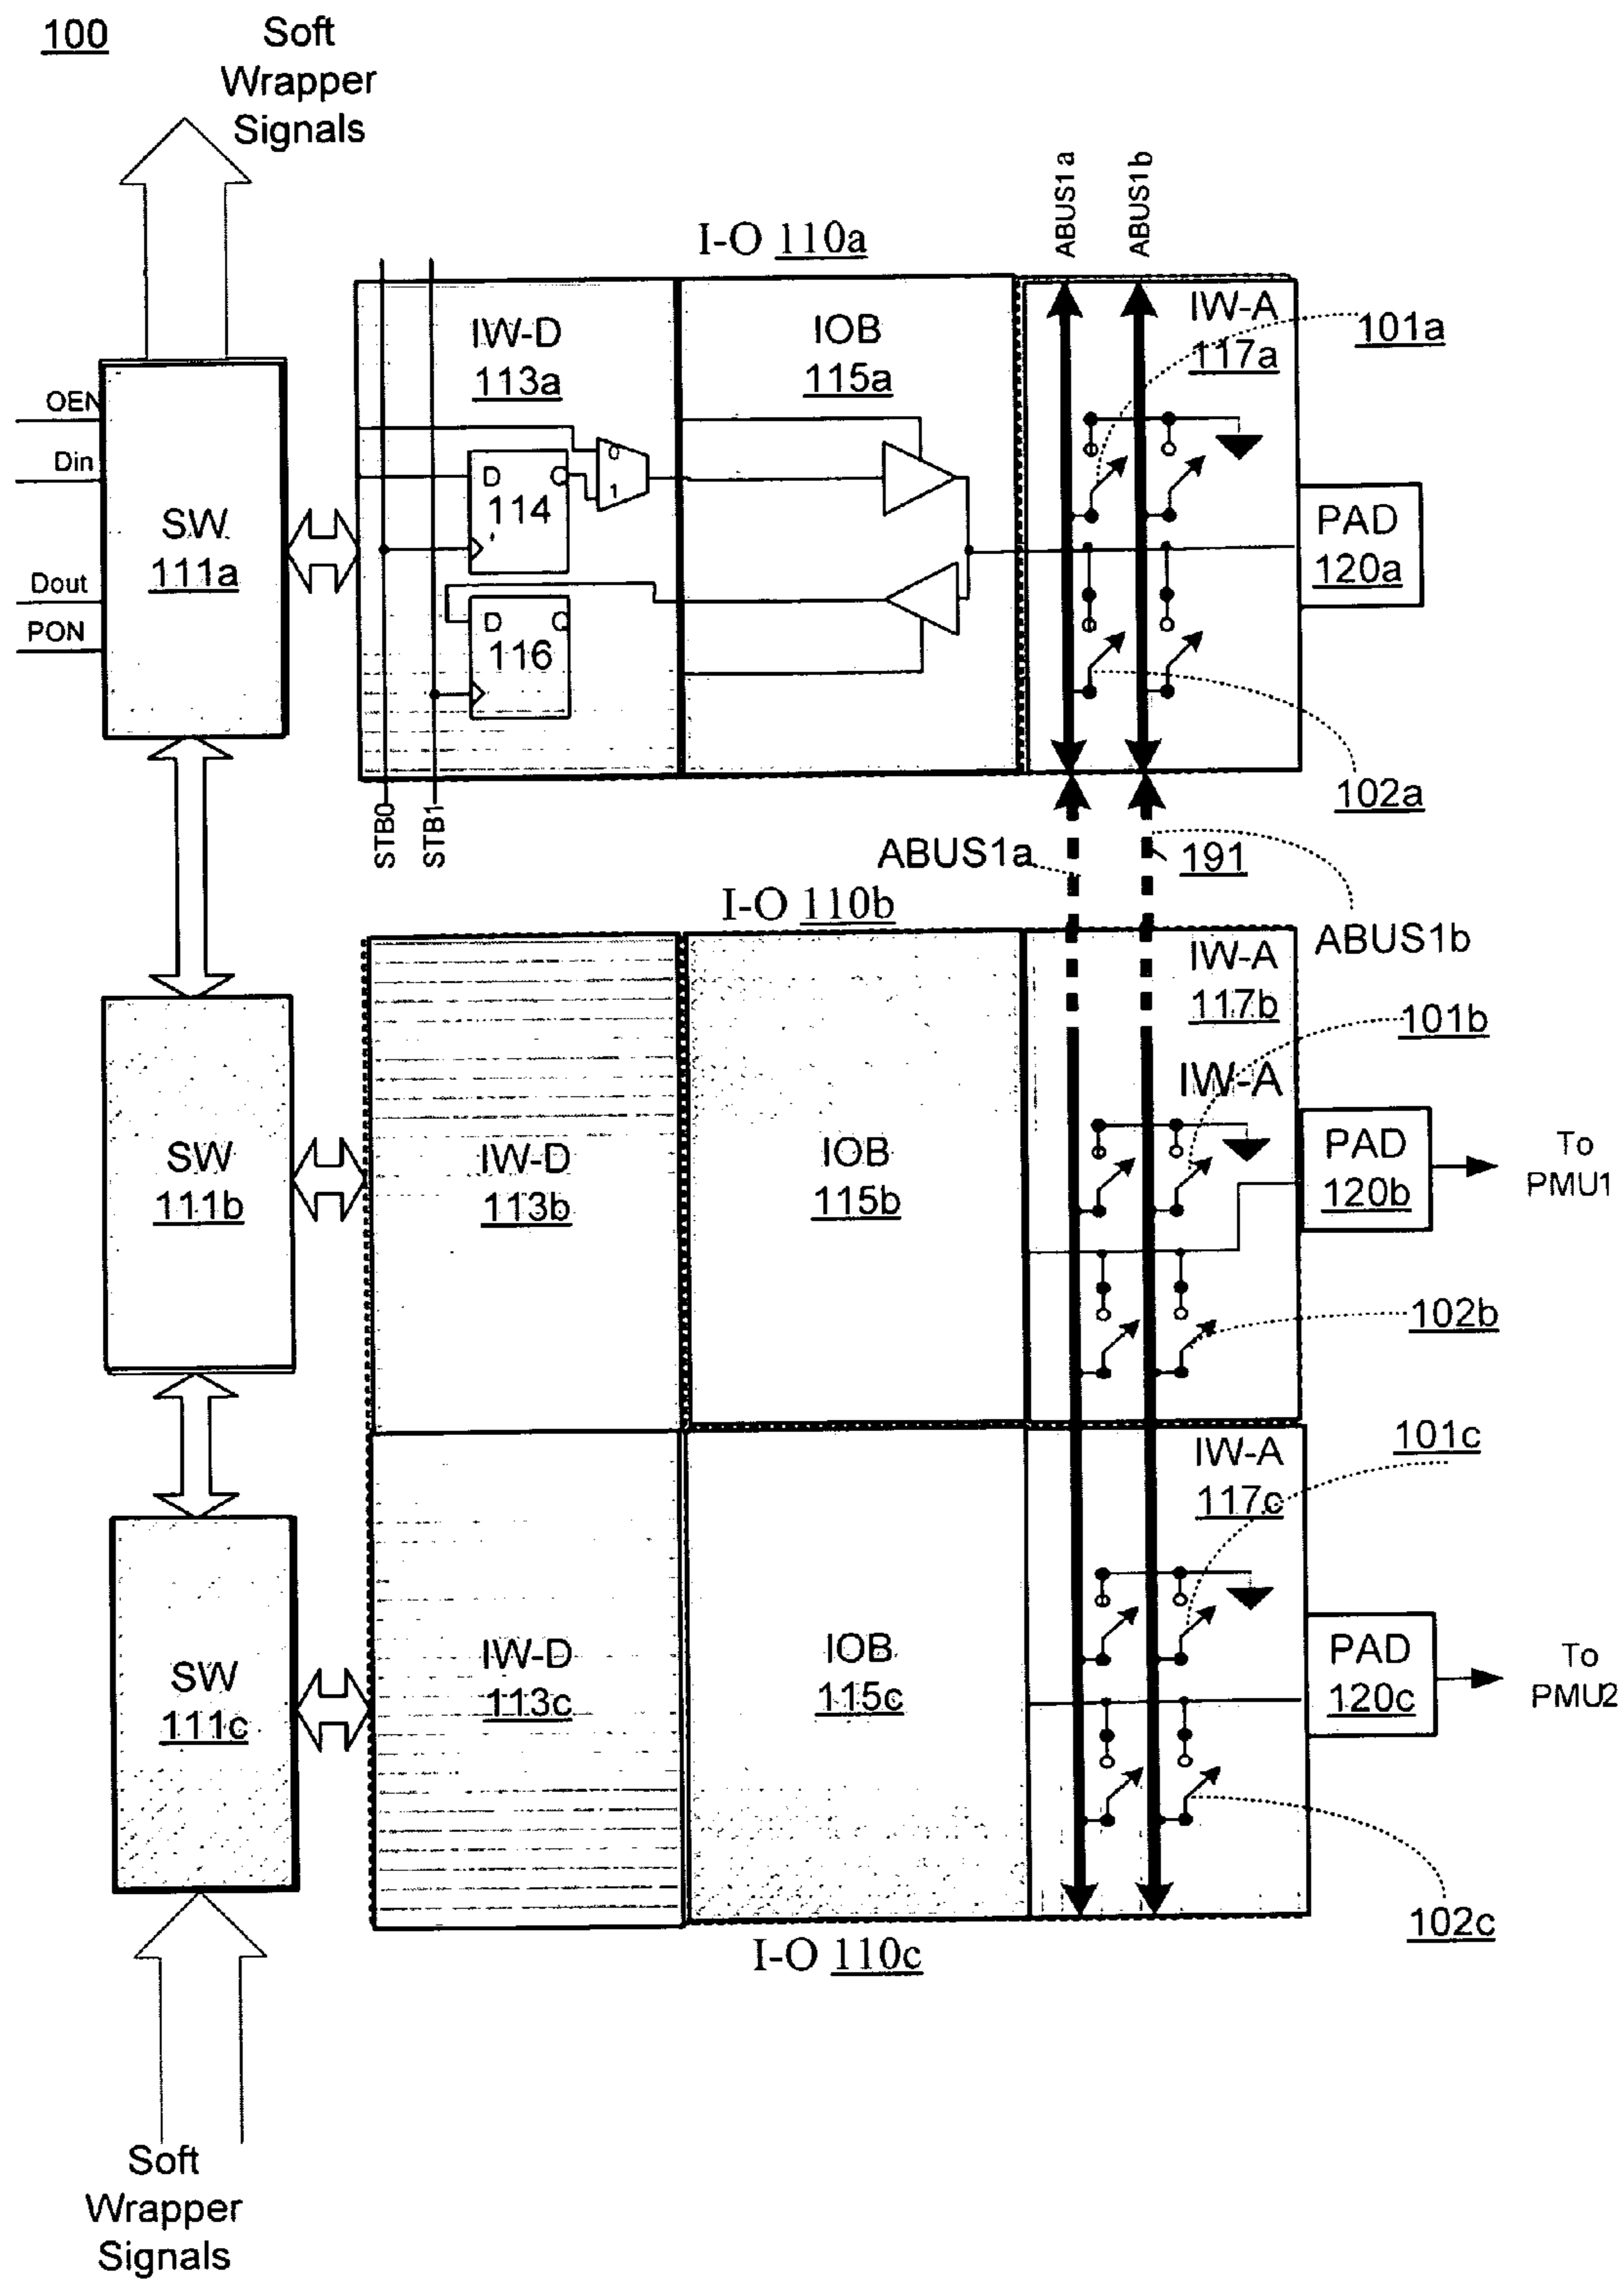 100
Soft
Wrapper
Signals
ABUS1a
ABUS1b
I-O 110a
IW-D
113a
IOB
115a
IW-A
117a
101a
OEN
Din
SW
111a
Dout
PON
D Q
114
0
1
D Q
116
PAD
120a
102a
STB0
STB1
ABUS1a
191
ABUS1b
I-O 110b
IW-A
117b
101b
IW-A
SW
111b
IW-D
113b
IOB
115b
PAD
120b
To
PMU1
102b
IW-A
117c
101c
SW
111c
IW-D
113c
IOB
115c
PAD
120c
To
PMU2
102c
I-O 110c
Soft
Wrapper
Signals